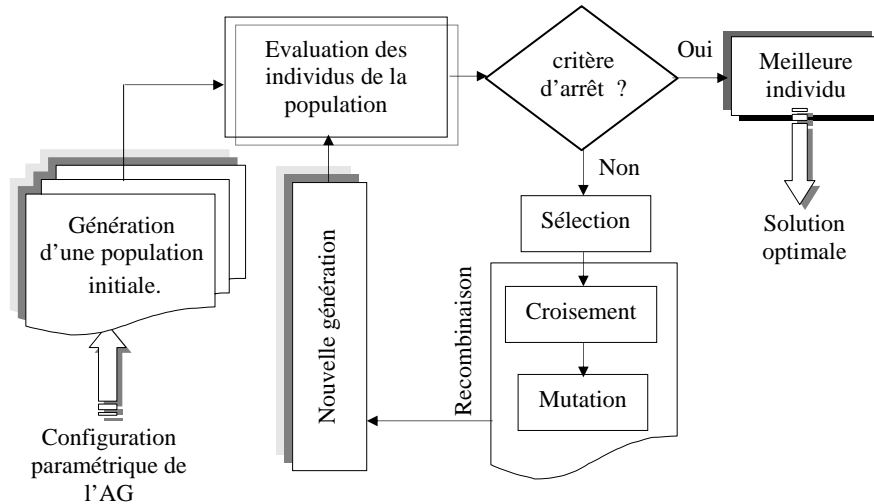 Evaluation des
individus de la
population
critère
d'arrêt ?
Oui
Meilleure
individu
Solution
optimale
Non
Sélection
Croisement
Mutation
Recombinaison
Nouvelle génération
Génération
d'une population
initiale.
Configuration
paramétrique de
l'AG